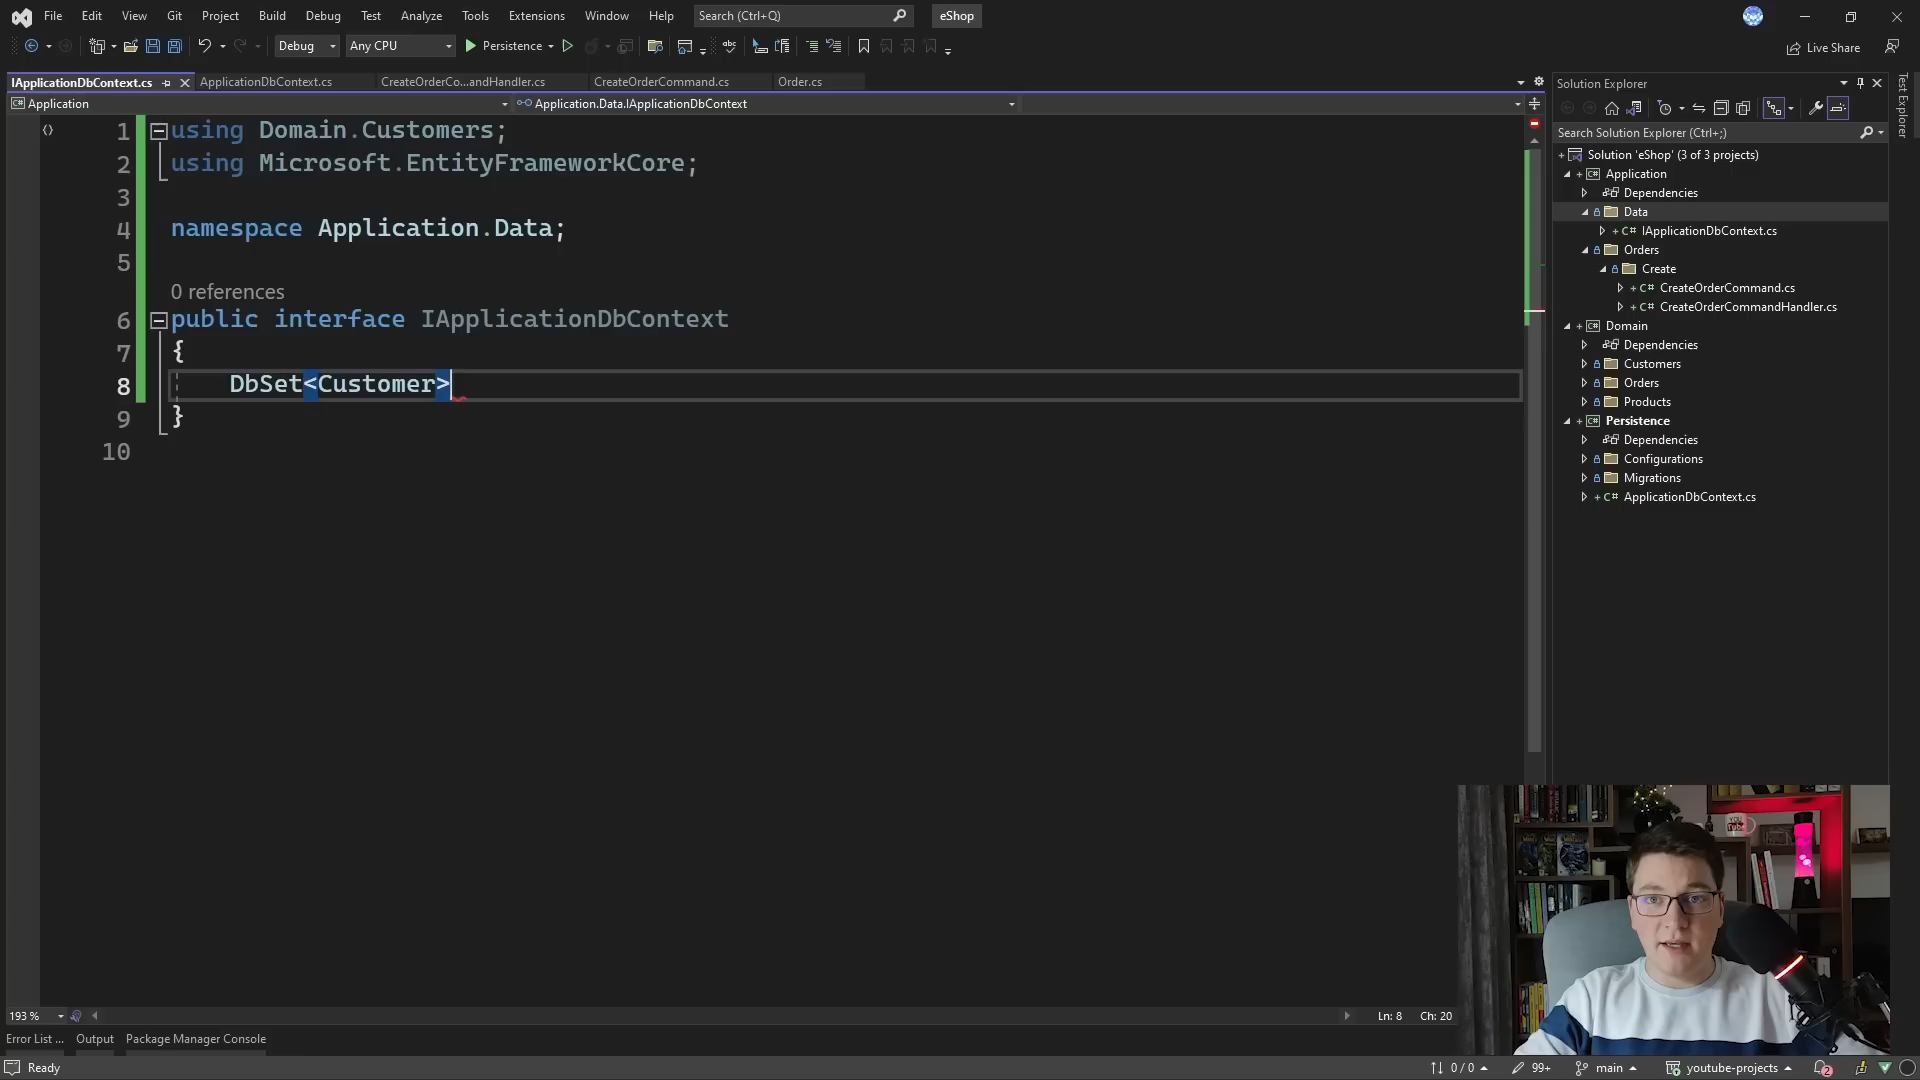 File Edit View Git Project Build Debug Test Analyze Tools Extensions Window Help Search (Ctrl+Q) eShop
Debug Any CPU Persistence Live Share
IApplicationDbContext.cs ApplicationDbContext.cs CreateOrderCo...andHandler.cs CreateOrderCommand.cs Order.cs
Application Application.Data.IApplicationDbContext
1 using Domain.Customers;
2 using Microsoft.EntityFrameworkCore;
3
4 namespace Application.Data;
5
0 references
6 public interface IApplicationDbContext
7 {
8 DbSet<Customer>
9 }
10
193 % Ln: 8 Ch: 20
Error List ... Output Package Manager Console
Ready 0 / 0 99+ main youtube-projects 2
Solution Explorer
Search Solution Explorer (Ctrl+;)
Solution 'eShop' (3 of 3 projects)
Application
Dependencies
Data
IApplicationDbContext.cs
Orders
Create
CreateOrderCommand.cs
CreateOrderCommandHandler.cs
Domain
Dependencies
Customers
Orders
Products
Persistence
Dependencies
Configurations
Migrations
ApplicationDbContext.cs
Test Explorer